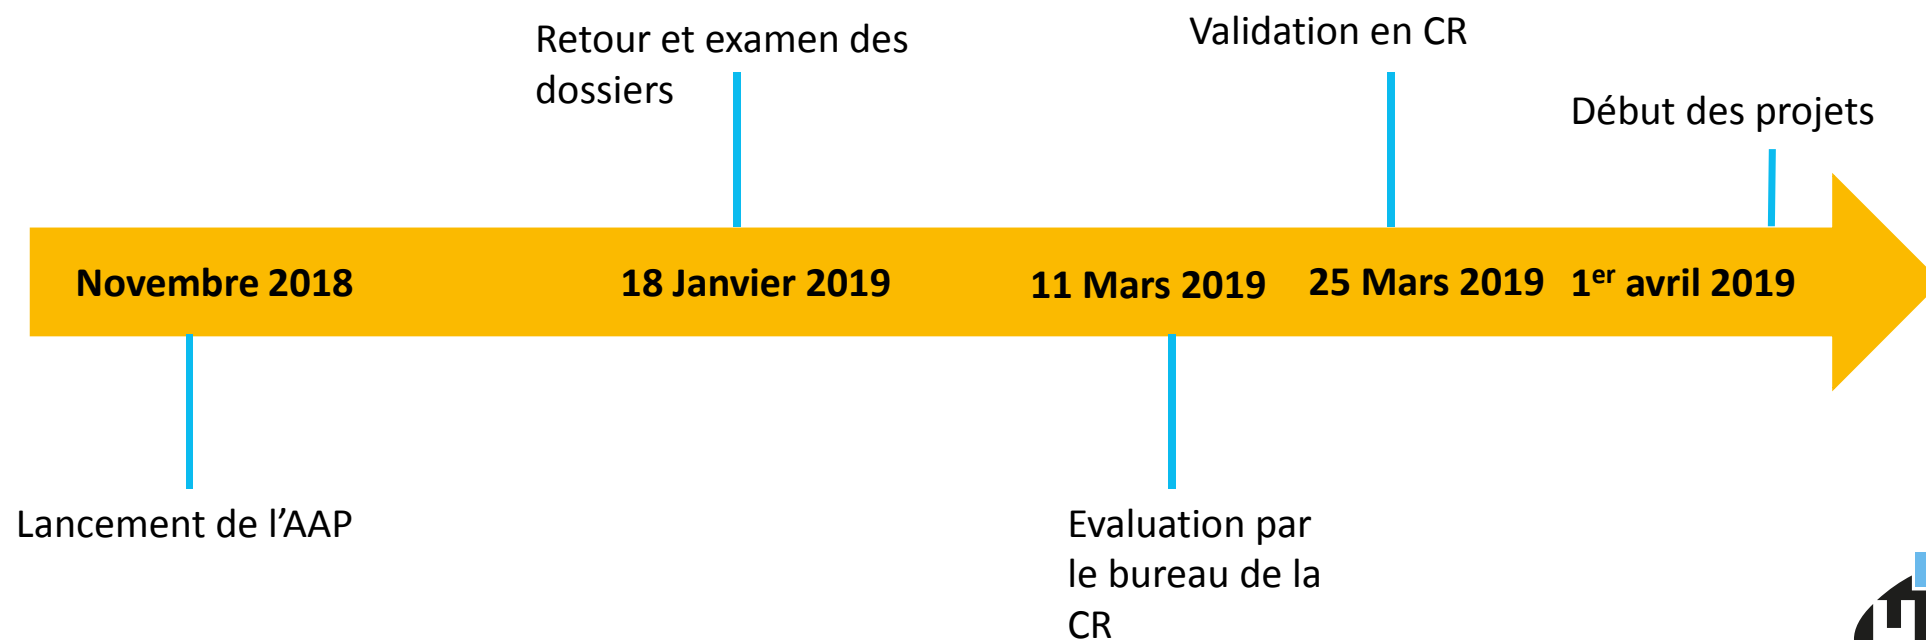 Retour et examen des
dossiers
Validation en CR
Début des projets
Novembre 2018
18 Janvier 2019
11 Mars 2019
25 Mars 2019
1er avril 2019
Lancement de l’AAP
Evaluation par
le bureau de la
CR